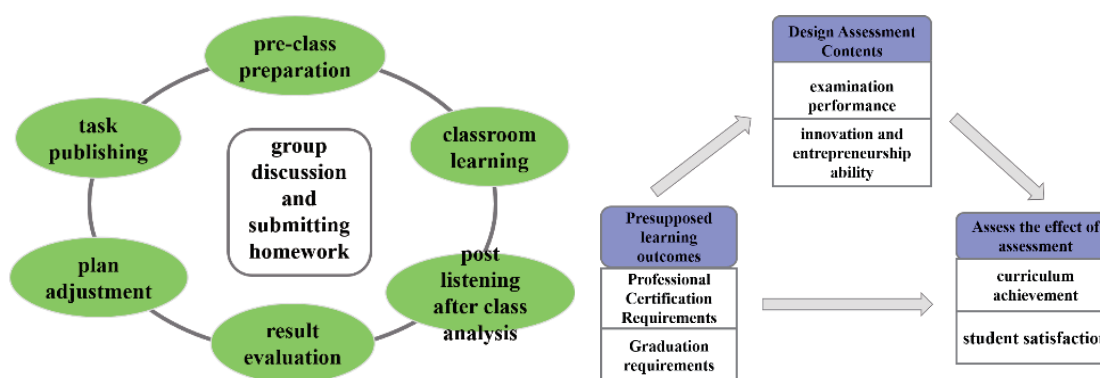 pre-class
preparation
classroom
learning
post
listening
after class
analysis
result
evaluation
plan
adjustment
task
publishing
group
discussion
and
submitting
homework
Design Assessment
Contents
examination
performance
innovation and
entrepreneurship
ability
Presupposed
learning
outcomes
Professional
Certification
Requirements
Graduation
requirements
Assess the effect of
assessment
curriculum
achievement
student satisfaction